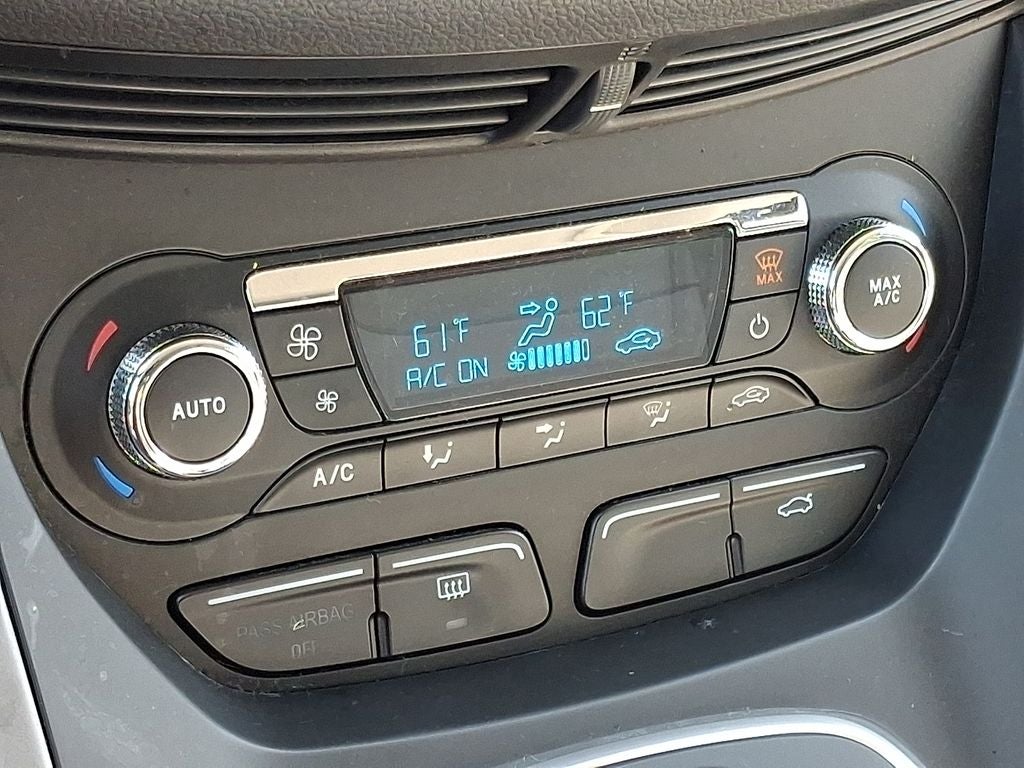 61°F 62°F
A/C ON
MAX
MAX
A/C
AUTO
A/C
PASS AIRBAG
OFF